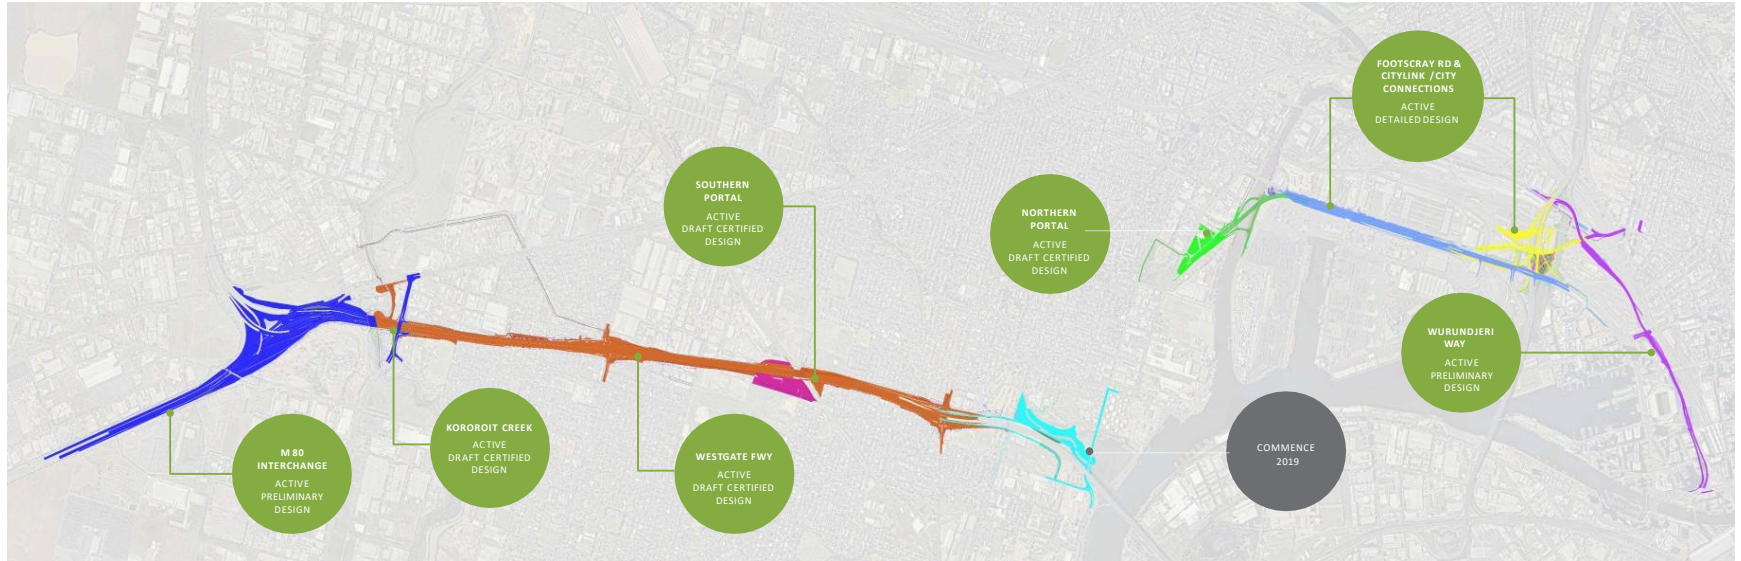 FOOTSCRAY RD &
CITYLINK / CITY
CONNECTIONS
ACTIVE
DETAILED DESIGN
SOUTHERN
PORTAL
ACTIVE
DRAFT CERTIFIED
DESIGN
NORTHERN
PORTAL
ACTIVE
DRAFT CERTIFIED
DESIGN
WURUNDJERI
WAY
ACTIVE
PRELIMINARY
DESIGN
M80
INTERCHANGE
ACTIVE
PRELIMINARY
DESIGN
KOROROIT CREEK
ACTIVE
DRAFT CERTIFIED
DESIGN
WESTGATE FWY
ACTIVE
DRAFT CERTIFIED
DESIGN
COMMENCE
2019